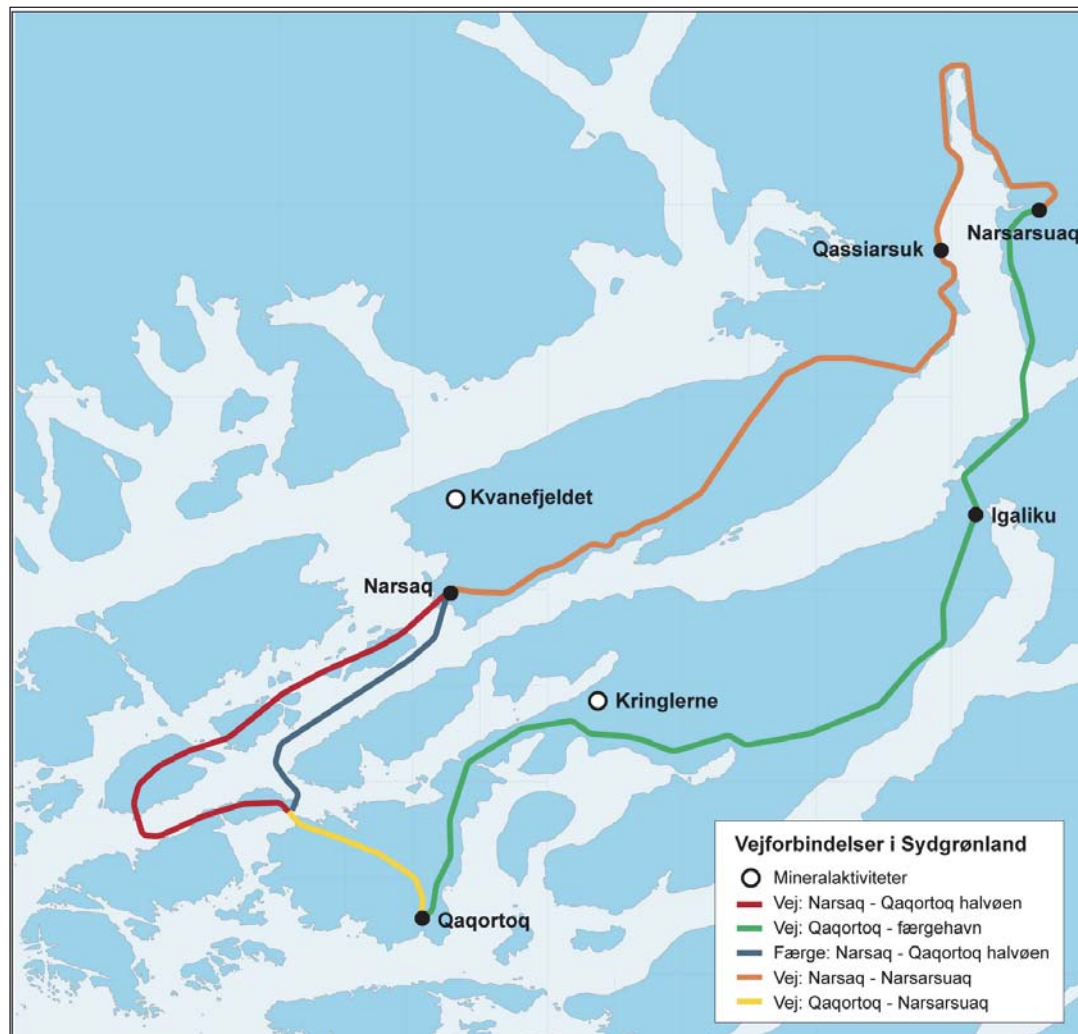 Narsarsuaq
Qassiarsuk
Kvanefjeldet
Igaliku
Narsaq
Kringlerne
Qaqortoq
Vejforbindelser i Sydgrønland
Mineralaktiviteter
Vej: Narsaq - Qaqortoq halvøen
Vej: Qaqortoq - færgehavn
Færge: Narsaq - Qaqortoq halvøen
Vej: Narsaq - Narsarsuaq
Vej: Qaqortoq - Narsarsuaq